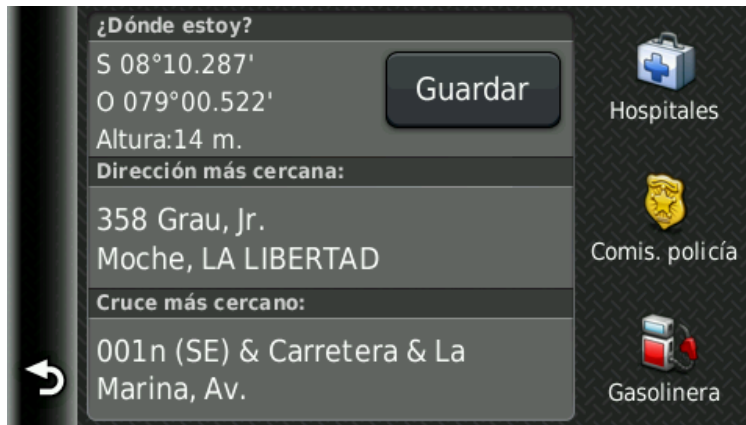 ¿Dónde estoy?
S 08°10.287'
O 079°00.522'
Altura:14 m.
Guardar
Dirección más cercana:
358 Grau, Jr.
Moche, LA LIBERTAD
Cruce más cercano:
001n (SE) & Carretera & La
Marina, Av.
Hospitales
Comis. policía
Gasolinera